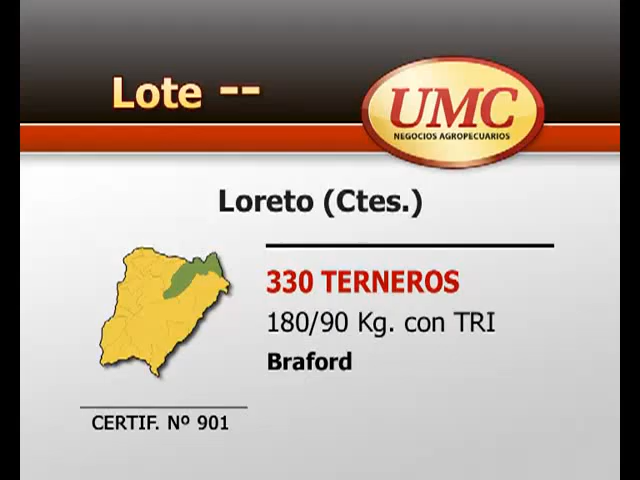 Lote --
UMC
NEGOCIOS AGROPECUARIOS
Loreto (Ctes.)
330 TERNEROS
180/90 Kg. con TRI
Braford
CERTIF. Nº 901